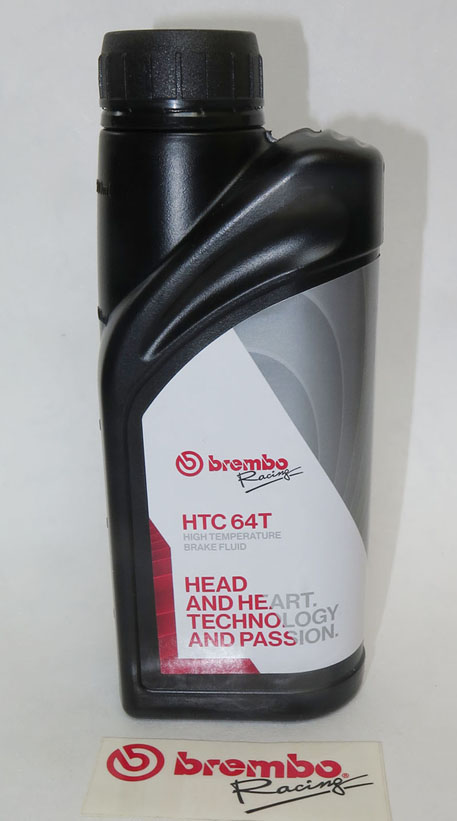 brembo
Racing
HTC 64T
HIGH TEMPERATURE
BRAKE FLUID
HEAD
AND HEART.
TECHNOLOGY
AND PASSION.
brembo®
Racing